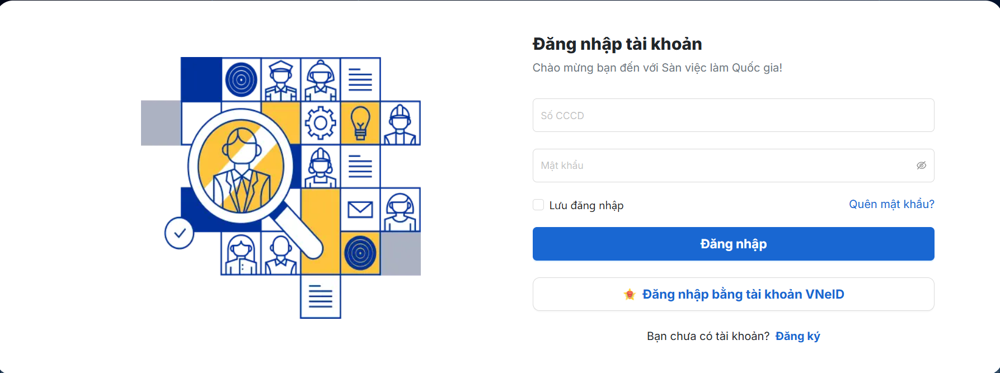 Đăng nhập tài khoản
Chào mừng bạn đến với Sàn việc làm Quốc gia!
Số CCCD
Mật khẩu
Lưu đăng nhập
Quên mật khẩu?
Đăng nhập
Đăng nhập bằng tài khoản VNeID
Bạn chưa có tài khoản? Đăng ký